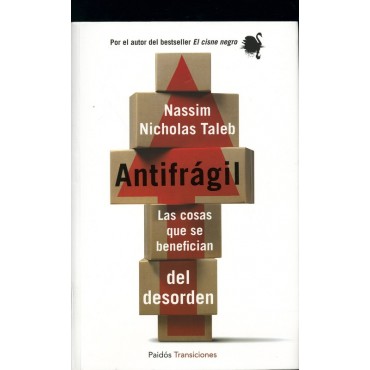 Por el autor del bestseller El cisne negro
Nassim
Nicholas Taleb
Antifrágil
Las cosas
que se
benefician
del
desorden
Paidós Transiciones